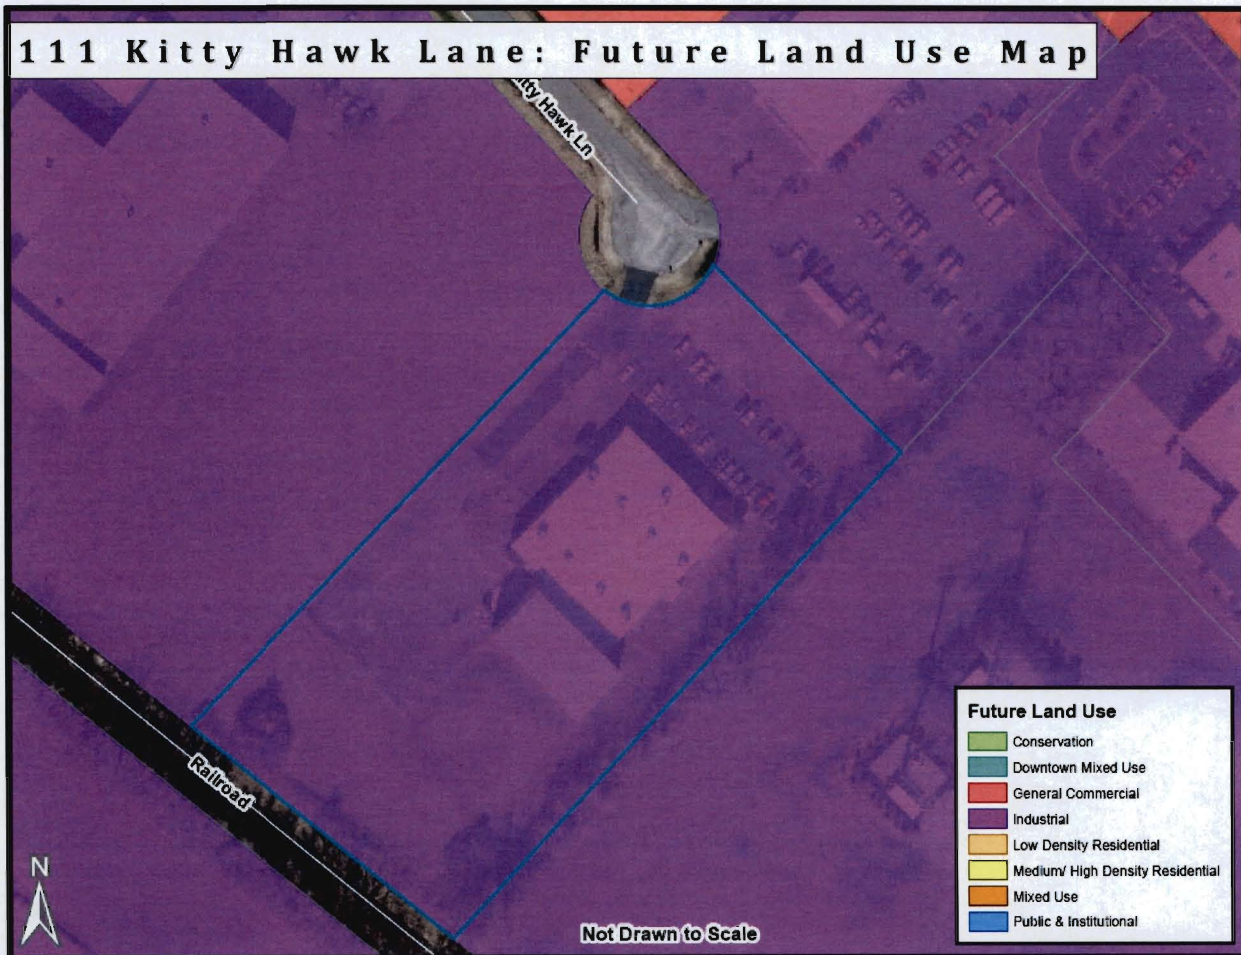 111 Kitty Hawk Lane: Future Land Use Map
Kitty Hawk Ln
Railroad
N
Not Drawn to Scale
Future Land Use
Conservation
Downtown Mixed Use
General Commercial
Industrial
Low Density Residential
Medium/ High Density Residential
Mixed Use
Public & Institutional